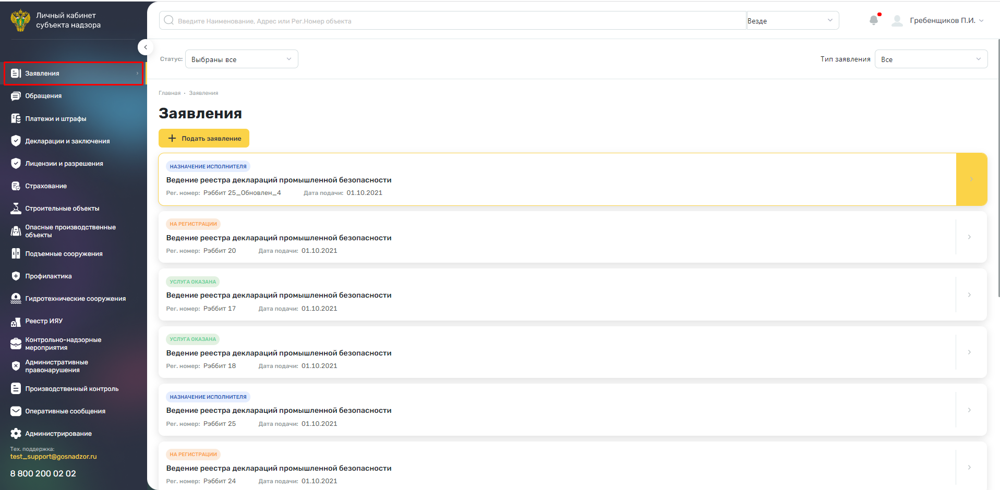 Личный кабинет
субъекта надзора
Введите Наименование, Адрес или Рег.Номер объекта
Везде
Гребенщиков П.И.
Заявления
Обращения
Платежи и штрафы
Декларации и заключения
Лицензии и разрешения
Страхование
Строительные объекты
Опасные производственные
объекты
Подъемные сооружения
Профилактика
Гидротехнические сооружения
Реестр ИЯУ
Контрольно-надзорные
мероприятия
Административные
правонарушения
Производственный контроль
Оперативные сообщения
Администрирование
Тех. поддержка:
test_support@gosnadzor.ru
8 800 200 02 02
Статус: Выбраны все
Тип заявления Все
Главная · Заявления
Заявления
Подать заявление
НАЗНАЧЕНИЕ ИСПОЛНИТЕЛЯ
Ведение реестра деклараций промышленной безопасности
Рег. номер: Рэббит 25_Обновлен_4 Дата подачи: 01.10.2021
НА РЕГИСТРАЦИИ
Ведение реестра деклараций промышленной безопасности
Рег. номер: Рэббит 20 Дата подачи: 01.10.2021
УСЛУГА ОКАЗАНА
Ведение реестра деклараций промышленной безопасности
Рег. номер: Рэббит 17 Дата подачи: 01.10.2021
УСЛУГА ОКАЗАНА
Ведение реестра деклараций промышленной безопасности
Рег. номер: Рэббит 18 Дата подачи: 01.10.2021
НАЗНАЧЕНИЕ ИСПОЛНИТЕЛЯ
Ведение реестра деклараций промышленной безопасности
Рег. номер: Рэббит 25 Дата подачи: 01.10.2021
НА РЕГИСТРАЦИИ
Ведение реестра деклараций промышленной безопасности
Рег. номер: Рэббит 24 Дата подачи: 01.10.2021